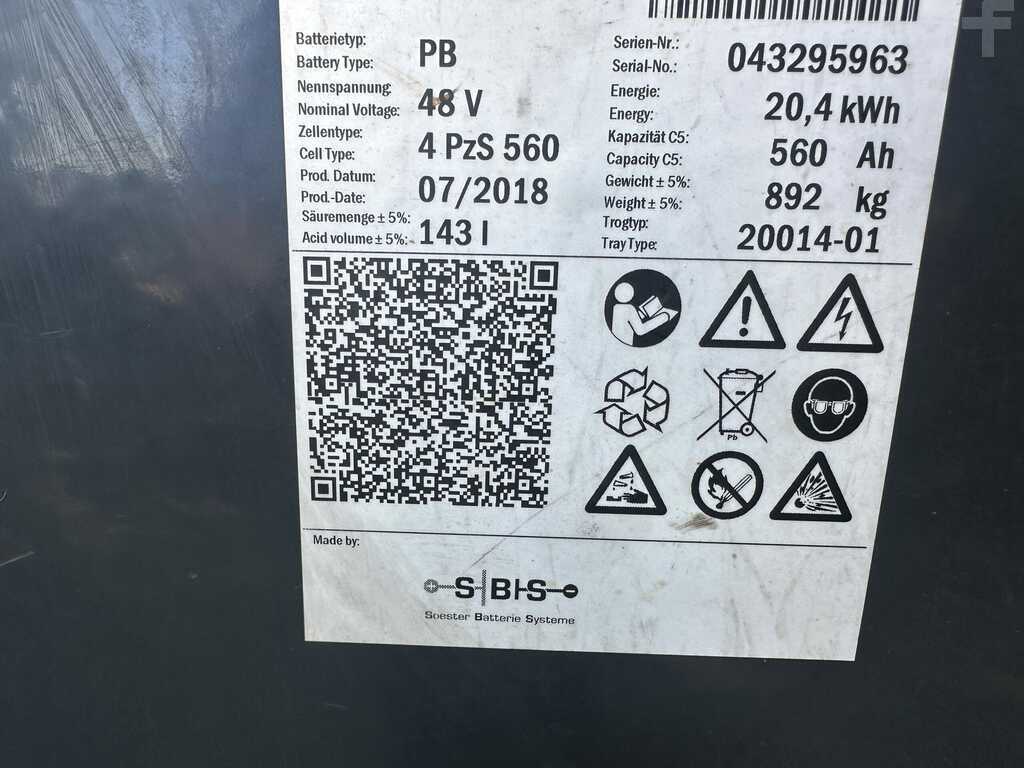 Batterietyp:
Battery Type: PB
Nennspannung:
Nominal Voltage: 48 V
Zellentype:
Cell Type: 4 PzS 560
Prod. Datum:
Prod.-Date: 07/2018
Säuremenge ± 5%:
Acid volume ± 5%: 143 l
Serien-Nr.:
Serial-No.: 043295963
Energie:
Energy: 20,4 kWh
Kapazität C5:
Capacity C5: 560 Ah
Gewicht ± 5%:
Weight ± 5%: 892 kg
Trogtyp:
Tray Type: 20014-01
Pb
Made by:
S B S
Soester Batterie Systeme
f